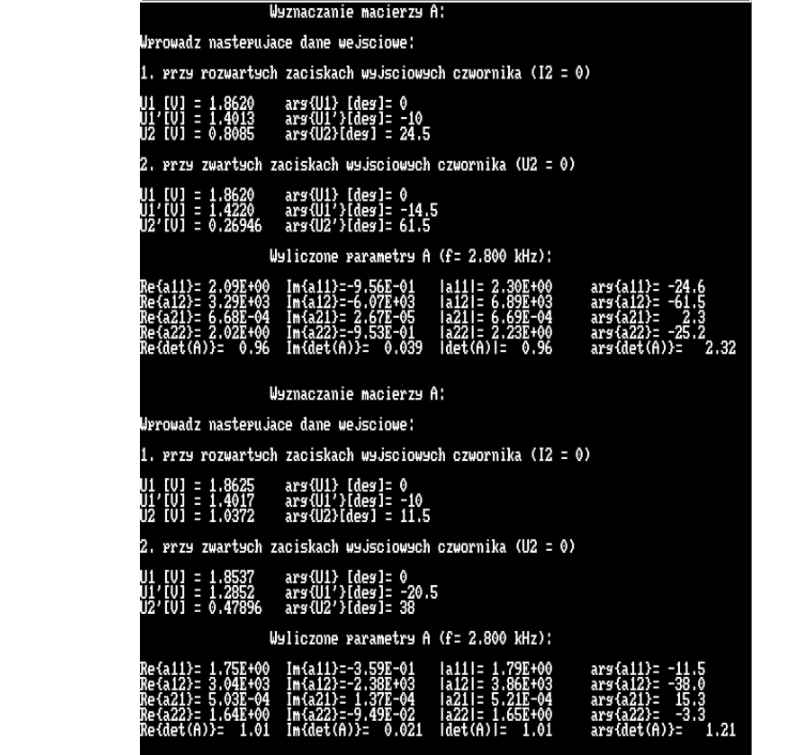 Wyznaczanie macierzy A:
Wprowadz nastepujace dane wejsciowe:
1. przy rozwartych zaciskach wyjsciowych czwornika (I2 = 0)
U1 [V] = 1.8620 arg{U1} [deg]= 0
U1'[V] = 1.4013 arg{U1'}[deg]= -10
U2 [V] = 0.8085 arg{U2}[deg] = 24.5
2. przy zwartych zaciskach wyjsciowych czwornika (U2 = 0)
U1 [V] = 1.8620 arg{U1} [deg]= 0
U1'[V] = 1.4220 arg{U1'}[deg]= -14.5
U2'[V] = 0.26946 arg{U2'}[deg]= 61.5
Wyliczone parametry A (f= 2.800 kHz):
Re{a11}= 2.09E+00 Im{a11}=-9.56E-01 |a11|= 2.30E+00 arg{a11}= -24.6
Re{a12}= 3.29E+03 Im{a12}=-6.07E+03 |a12|= 6.89E+03 arg{a12}= -61.5
Re{a21}= 6.68E-04 Im{a21}= 2.67E-05 |a21|= 6.69E-04 arg{a21}= 2.3
Re{a22}= 2.02E+00 Im{a22}=-9.53E-01 |a22|= 2.23E+00 arg{a22}= -25.2
Re{det(A)}= 0.96 Im{det(A)}= 0.039 |det(A)|= 0.96 arg{det(A)}= 2.32
Wyznaczanie macierzy A:
Wprowadz nastepujace dane wejsciowe:
1. przy rozwartych zaciskach wyjsciowych czwornika (I2 = 0)
U1 [V] = 1.8625 arg{U1} [deg]= 0
U1'[V] = 1.4017 arg{U1'}[deg]= -10
U2 [V] = 1.0372 arg{U2}[deg] = 11.5
2. przy zwartych zaciskach wyjsciowych czwornika (U2 = 0)
U1 [V] = 1.8537 arg{U1} [deg]= 0
U1'[V] = 1.2852 arg{U1'}[deg]= -20.5
U2'[V] = 0.47896 arg{U2'}[deg]= 38
Wyliczone parametry A (f= 2.800 kHz):
Re{a11}= 1.75E+00 Im{a11}=-3.59E-01 |a11|= 1.79E+00 arg{a11}= -11.5
Re{a12}= 3.04E+03 Im{a12}=-2.38E+03 |a12|= 3.86E+03 arg{a12}= -38.0
Re{a21}= 5.03E-04 Im{a21}= 1.37E-04 |a21|= 5.21E-04 arg{a21}= 15.3
Re{a22}= 1.64E+00 Im{a22}=-9.49E-02 |a22|= 1.65E+00 arg{a22}= -3.3
Re{det(A)}= 1.01 Im{det(A)}= 0.021 |det(A)|= 1.01 arg{det(A)}= 1.21